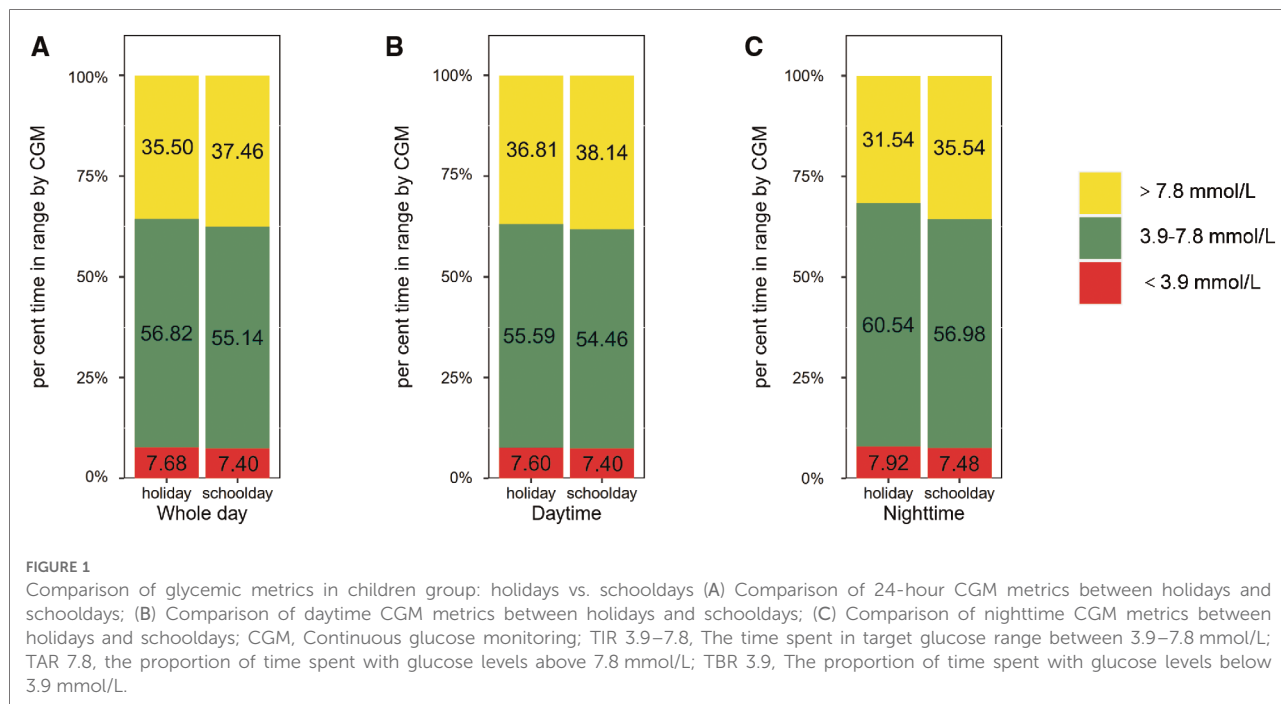 A
per cent time in range by CGM
100%
75%
50%
25%
0%
35.50 37.46
56.82 55.14
7.68 7.40
holiday schoolday
Whole day
B
per cent time in range by CGM
100%
75%
50%
25%
0%
36.81 38.14
55.59 54.46
7.60 7.40
holiday schoolday
Daytime
C
per cent time in range by CGM
100%
75%
50%
25%
0%
31.54 35.54
60.54 56.98
7.92 7.48
holiday schoolday
Nighttime
> 7.8 mmol/L
3.9-7.8 mmol/L
< 3.9 mmol/L
FIGURE 1
Comparison of glycemic metrics in children group: holidays vs. schooldays (A) Comparison of 24-hour CGM metrics between holidays and
schooldays; (B) Comparison of daytime CGM metrics between holidays and schooldays; (C) Comparison of nighttime CGM metrics between
holidays and schooldays; CGM, Continuous glucose monitoring; TIR 3.9–7.8, The time spent in target glucose range between 3.9–7.8 mmol/L;
TAR 7.8, the proportion of time spent with glucose levels above 7.8 mmol/L; TBR 3.9, The proportion of time spent with glucose levels below
3.9 mmol/L.